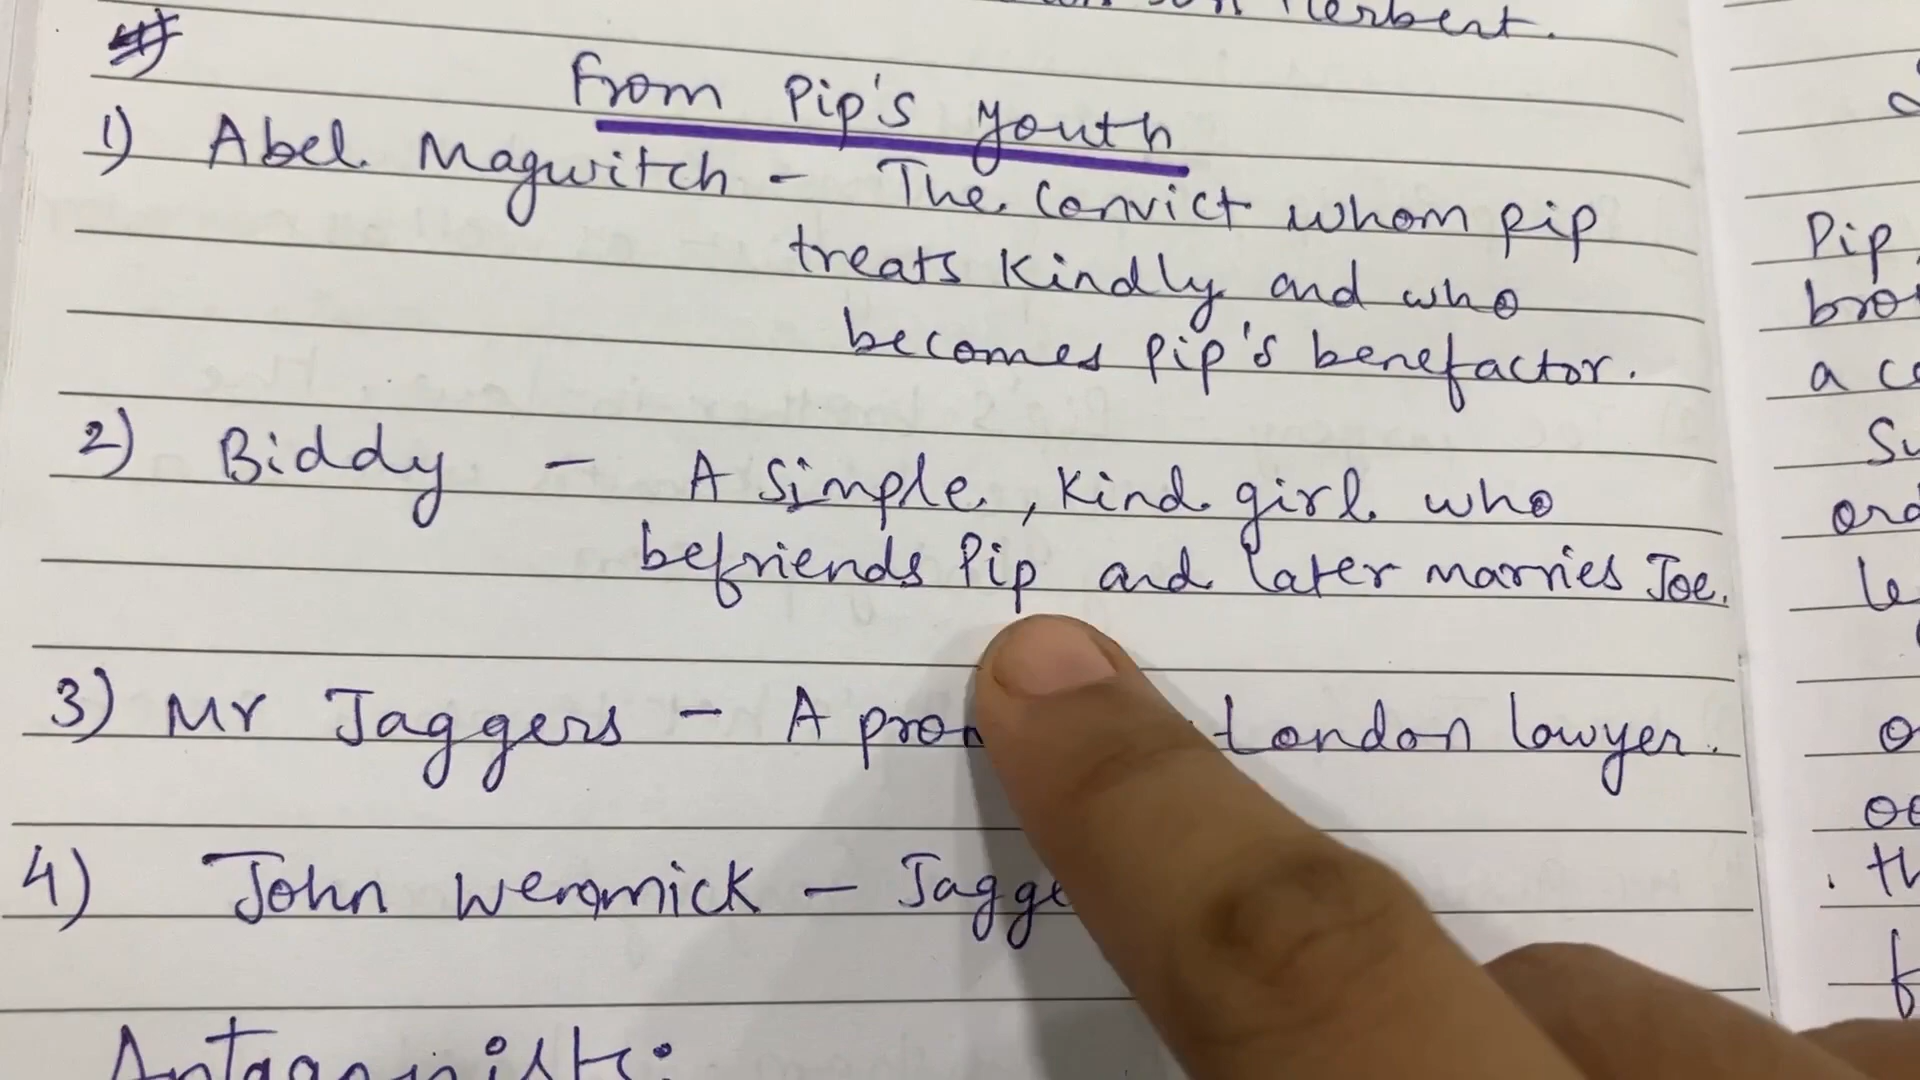 Herbert.
From Pip's youth
1) Abel Magwitch - The Convict whom pip
treats kindly and who
becomes pip's benefactor.
2) Biddy - A simple, kind girl who
befriends Pip and later marries Joe.
3) Mr Jaggers - A London lawyer.
4) John wemmick -
Antagonists:
Pip
a